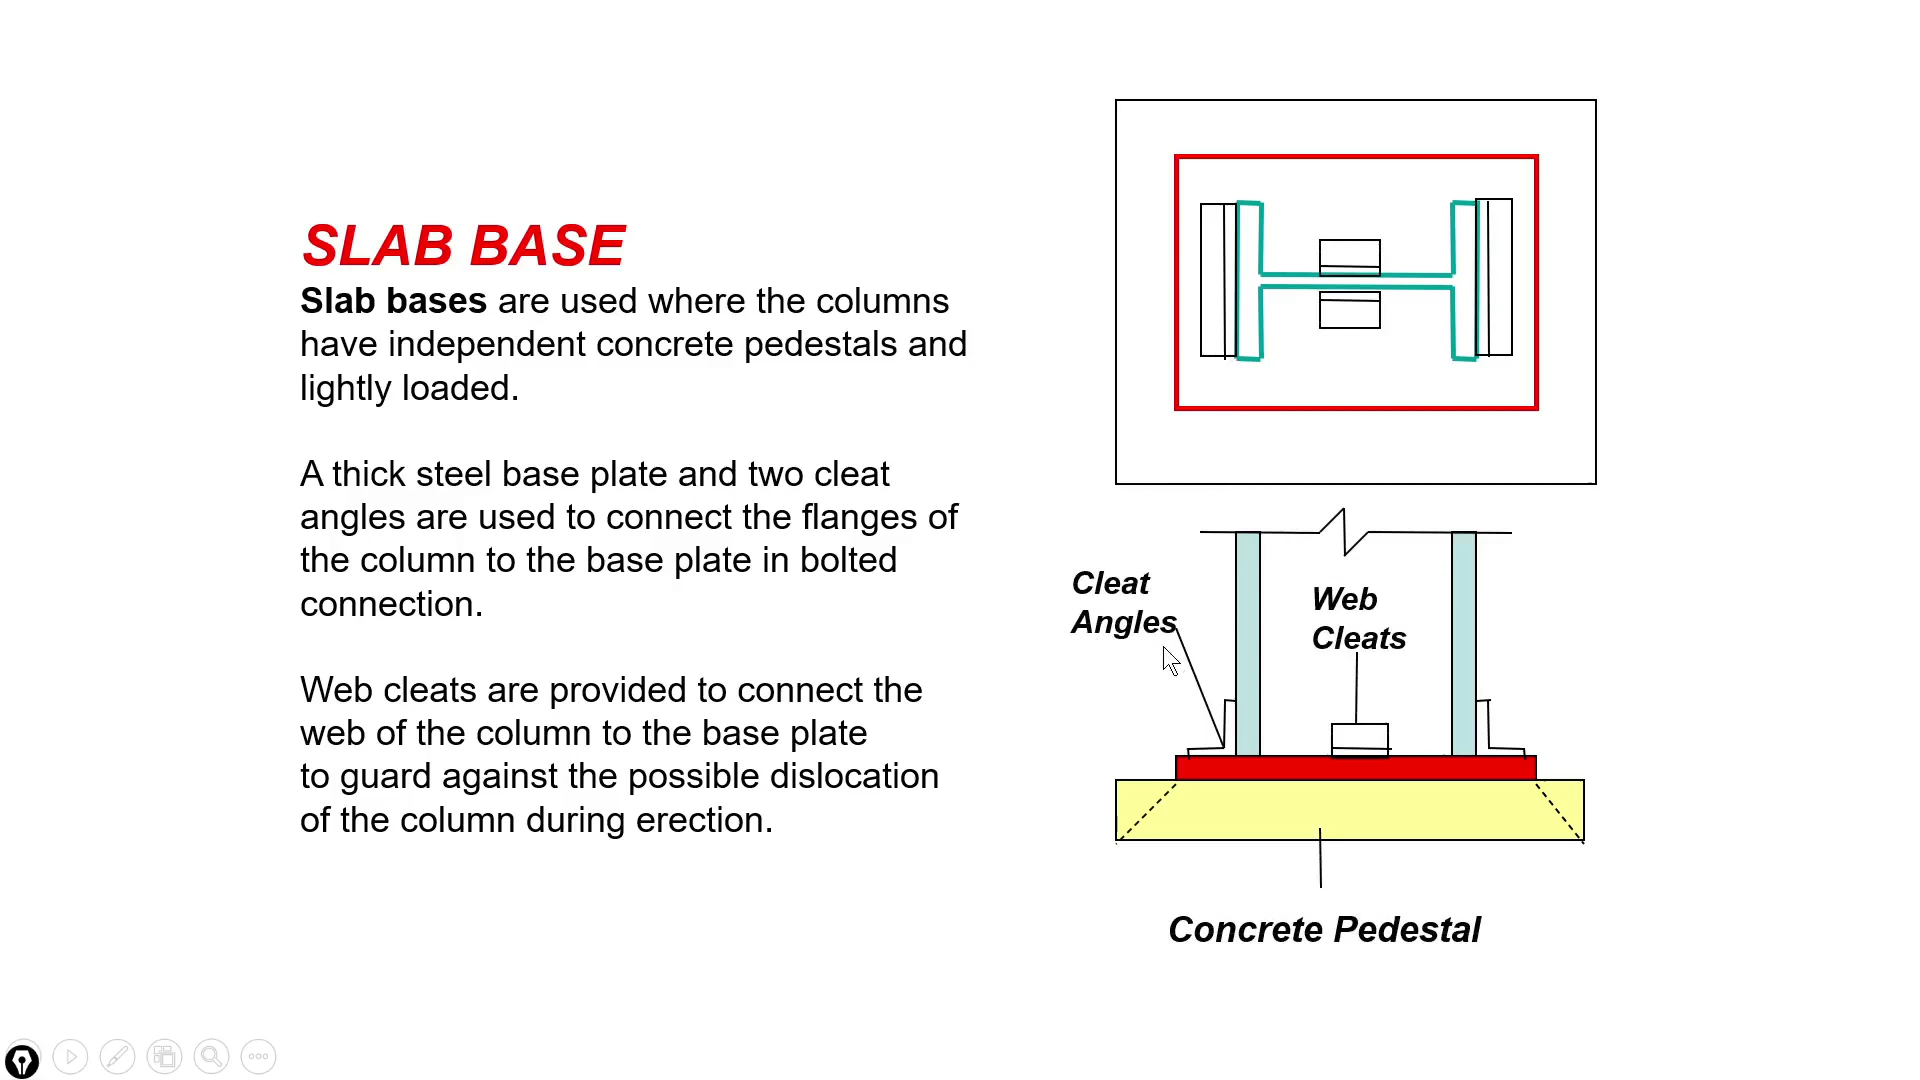 SLAB BASE
Slab bases are used where the columns
have independent concrete pedestals and
lightly loaded.
A thick steel base plate and two cleat
angles are used to connect the flanges of
the column to the base plate in bolted
connection.
Web cleats are provided to connect the
web of the column to the base plate
to guard against the possible dislocation
of the column during erection.
Cleat
Angles
Web
Cleats
Concrete Pedestal